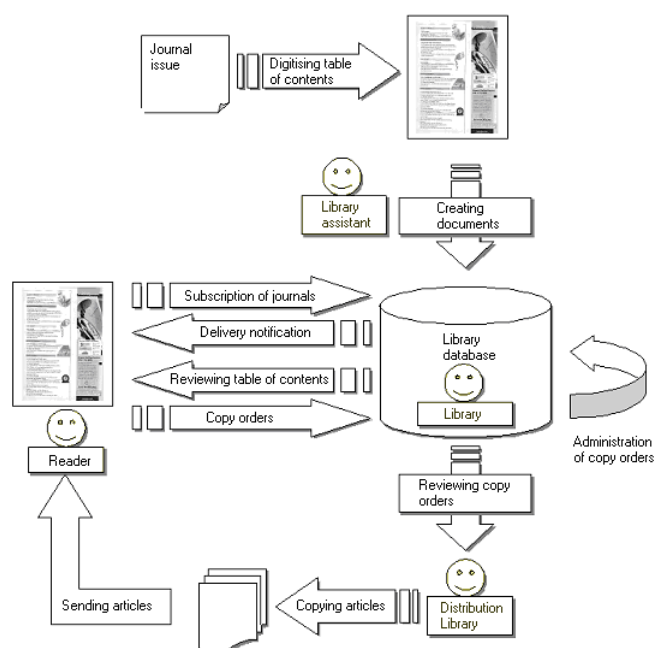 Journal
issue
Digitising table
of contents
Library
assistant
Creating
documents
Subscription of journals
Delivery notification
Reviewing table of contents
Copy orders
Library
database
Library
Reader
Administration
of copy orders
Reviewing copy
orders
Sending articles
Copying articles
Distribution
Library